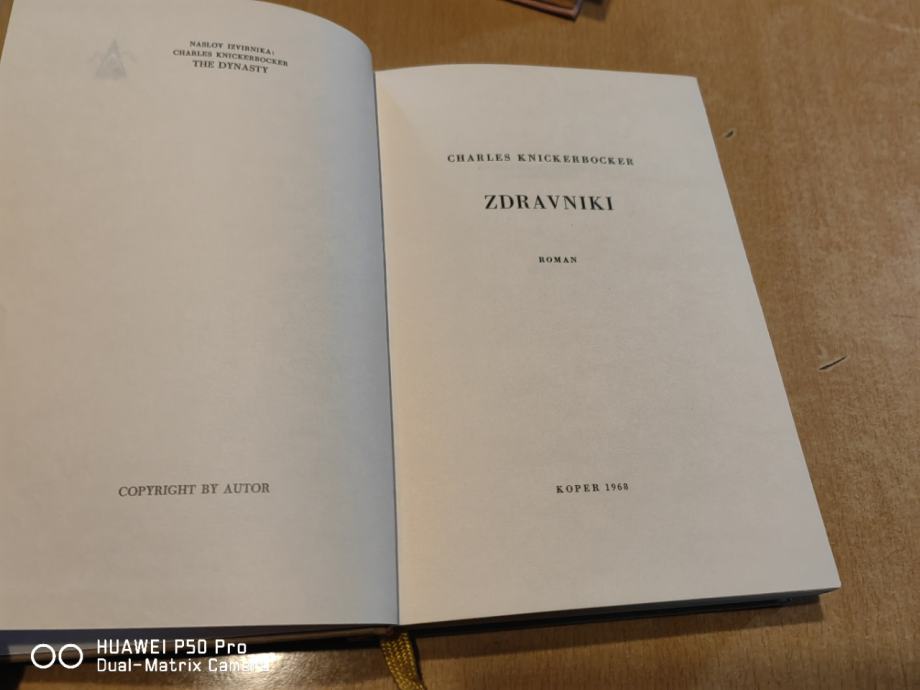 NASLOV IZVIRNIKA:
CHARLES KNICKERBOCKER
THE DYNASTY
COPYRIGHT BY AUTOR
CHARLES KNICKERBOCKER
ZDRAVNIKI
ROMAN
KOPER 1968
HUAWEI P50 Pro
Dual-Matrix Camera